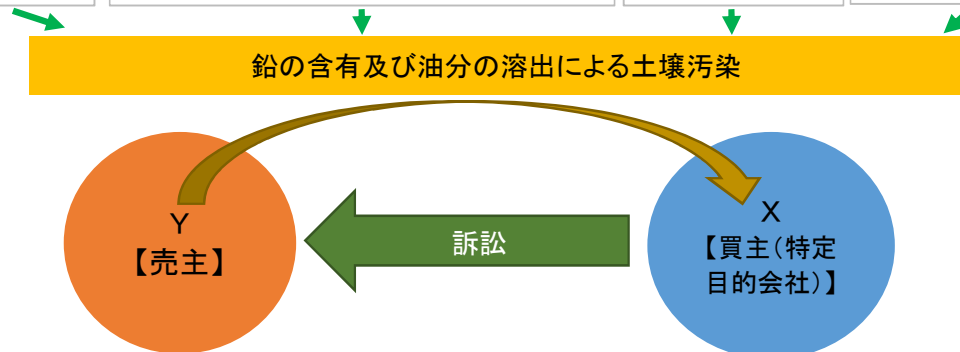 鉛の含有及び油分の溶出による土壌汚染
Y
【売主】
訴訟
X
【買主(特定
目的会社)】